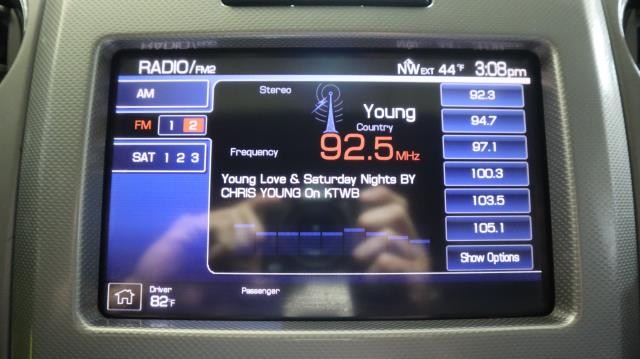 RADIO/FM2
NW EXT 44°F 3:08pm
AM
FM 1 2
SAT 1 2 3
Stereo
Young
Country
Frequency 92.5 MHz
Young Love & Saturday Nights BY
CHRIS YOUNG On KTWB
92.3
94.7
97.1
100.3
103.5
105.1
Show Options
Driver
82°F
Passenger